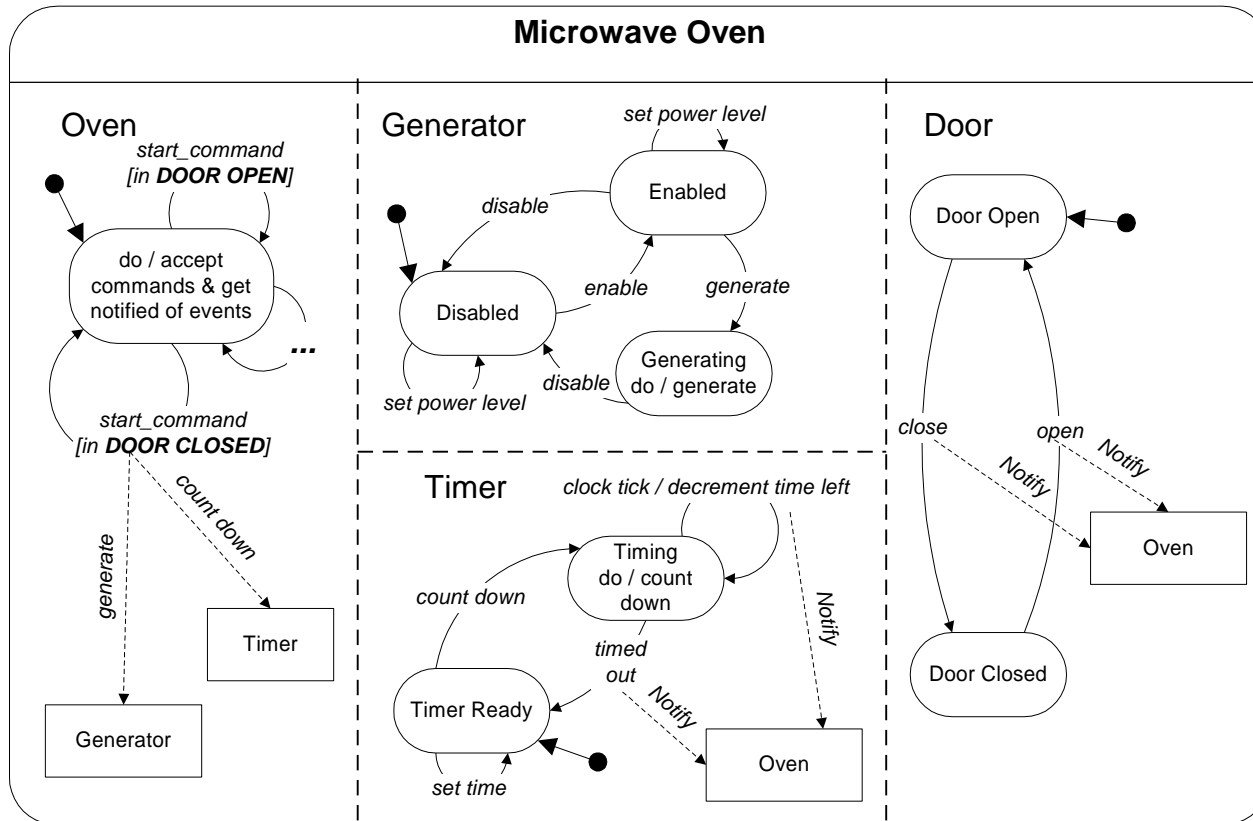 Microwave Oven
Oven
start_command
[in DOOR OPEN]
do / accept
commands & get
notified of events
...
start_command
[in DOOR CLOSED]
generate
count down
Timer
Generator
Generator
set power level
Enabled
disable
enable
generate
Disabled
Generating
do / generate
disable
set power level
Timer
clock tick / decrement time left
Timing
do / count
down
count down
timed
out
Notify
Notify
Timer Ready
Oven
set time
Door
Door Open
close
open
Notify
Notify
Oven
Door Closed